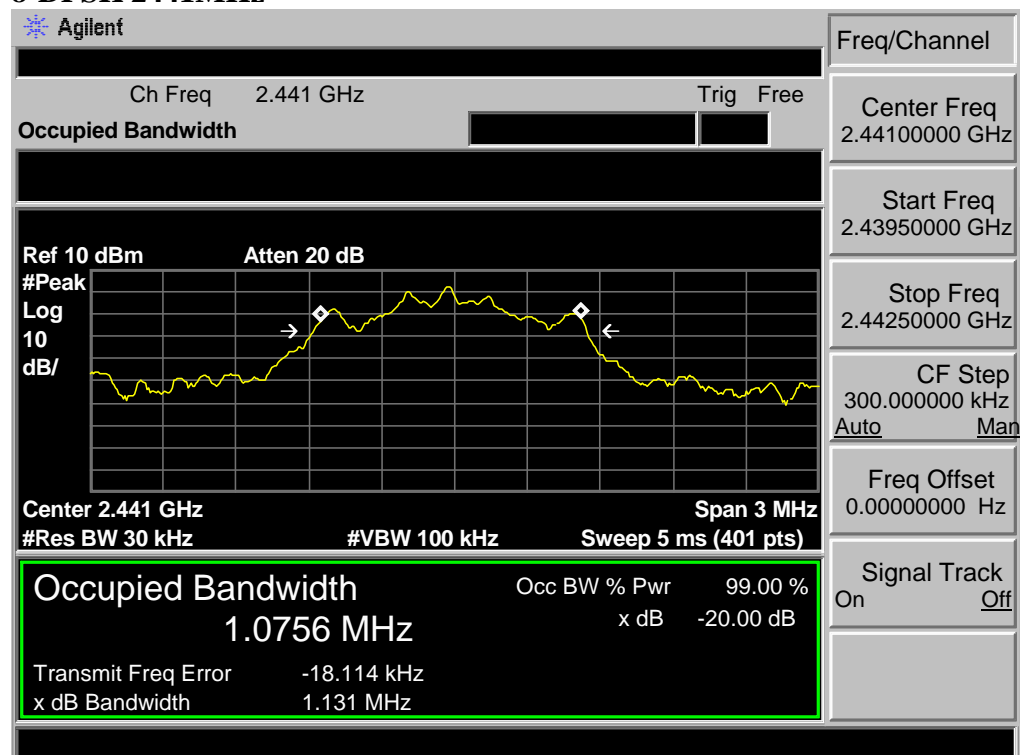 8-DPSK 2441MHz
Agilent
Freq/Channel
Ch Freq 2.441 GHz Trig Free
Occupied Bandwidth
Center Freq
2.44100000 GHz
Start Freq
2.43950000 GHz
Ref 10 dBm Atten 20 dB
#Peak
Log
10
dB/
Stop Freq
2.44250000 GHz
CF Step
300.000000 kHz
Auto Man
Center 2.441 GHz Span 3 MHz
#Res BW 30 kHz #VBW 100 kHz Sweep 5 ms (401 pts)
Freq Offset
0.00000000 Hz
Occupied Bandwidth
1.0756 MHz
Occ BW % Pwr 99.00 %
x dB -20.00 dB
Transmit Freq Error -18.114 kHz
x dB Bandwidth 1.131 MHz
Signal Track
On Off